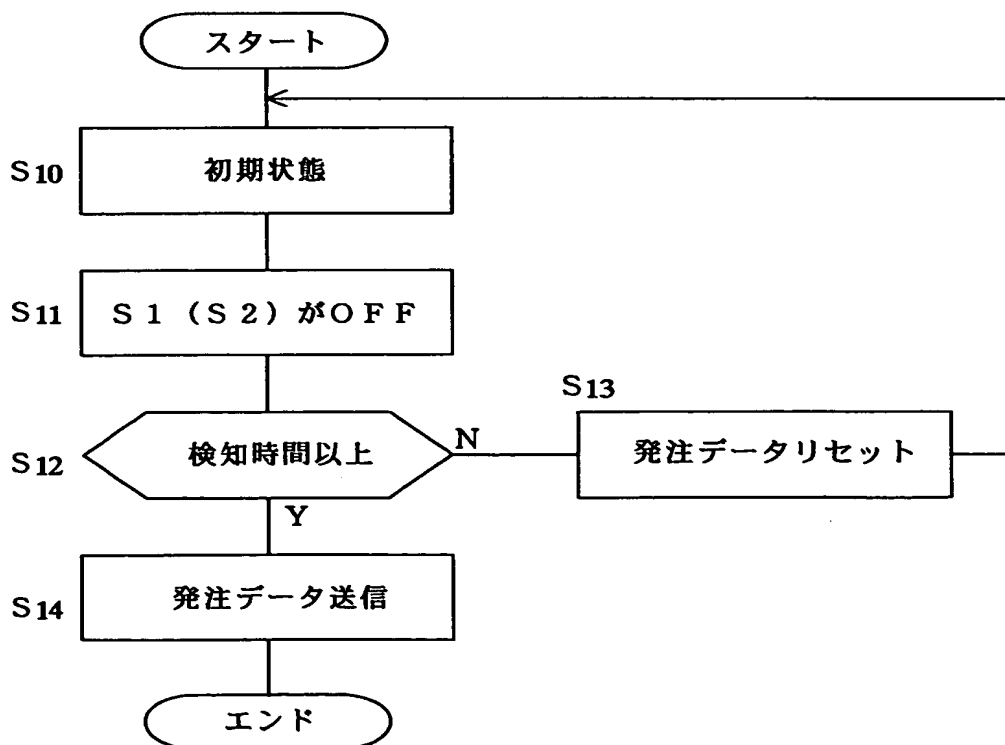 スタート
S10 初期状態
S11 S1(S2)がOFF
S13
S12 検知時間以上 N 発注データリセット
Y
S14 発注データ送信
エンド